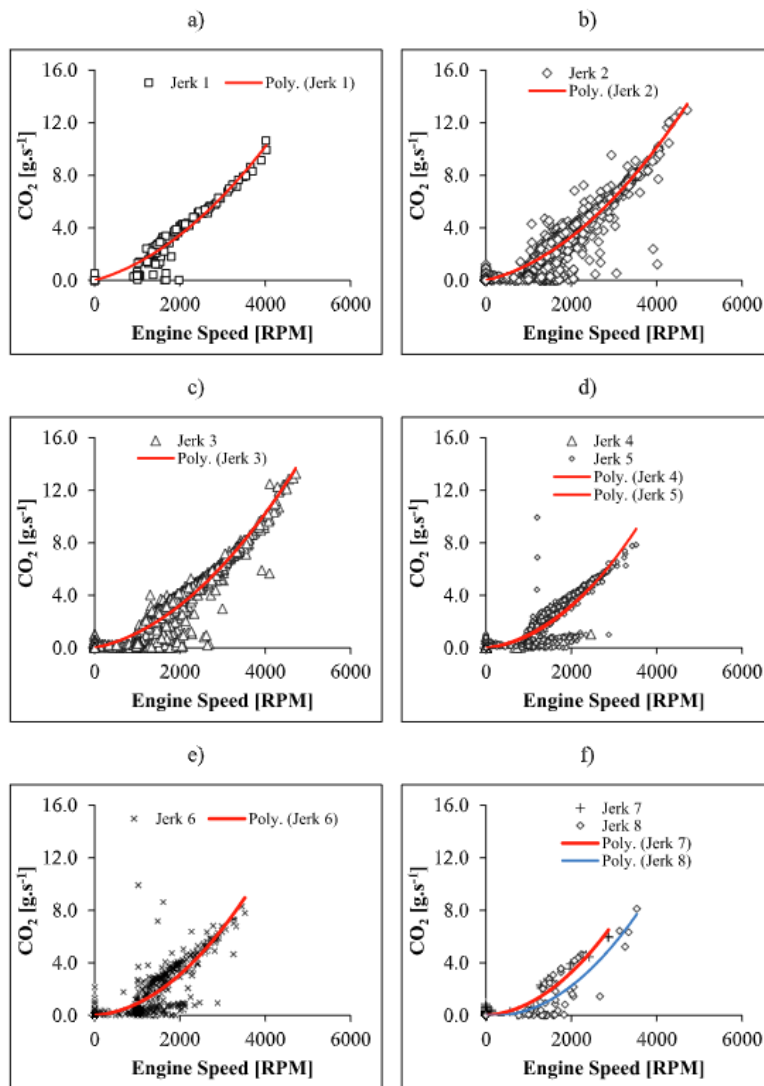 a)
16.0
12.0
8.0
4.0
0.0
0 2000 4000 6000
CO₂ [g.s⁻¹]
Engine Speed [RPM]
Jerk 1 Poly. (Jerk 1)
b)
16.0
12.0
8.0
4.0
0.0
0 2000 4000 6000
CO₂ [g.s⁻¹]
Engine Speed [RPM]
Jerk 2
Poly. (Jerk 2)
c)
16.0
12.0
8.0
4.0
0.0
0 2000 4000 6000
CO₂ [g.s⁻¹]
Engine Speed [RPM]
Jerk 3
Poly. (Jerk 3)
d)
16.0
12.0
8.0
4.0
0.0
0 2000 4000 6000
CO₂ [g.s⁻¹]
Engine Speed [RPM]
Jerk 4
Jerk 5
Poly. (Jerk 4)
Poly. (Jerk 5)
e)
16.0
12.0
8.0
4.0
0.0
0 2000 4000 6000
CO₂ [g.s⁻¹]
Engine Speed [RPM]
Jerk 6 Poly. (Jerk 6)
f)
16.0
12.0
8.0
4.0
0.0
0 2000 4000 6000
CO₂ [g.s⁻¹]
Engine Speed [RPM]
Jerk 7
Jerk 8
Poly. (Jerk 7)
Poly. (Jerk 8)